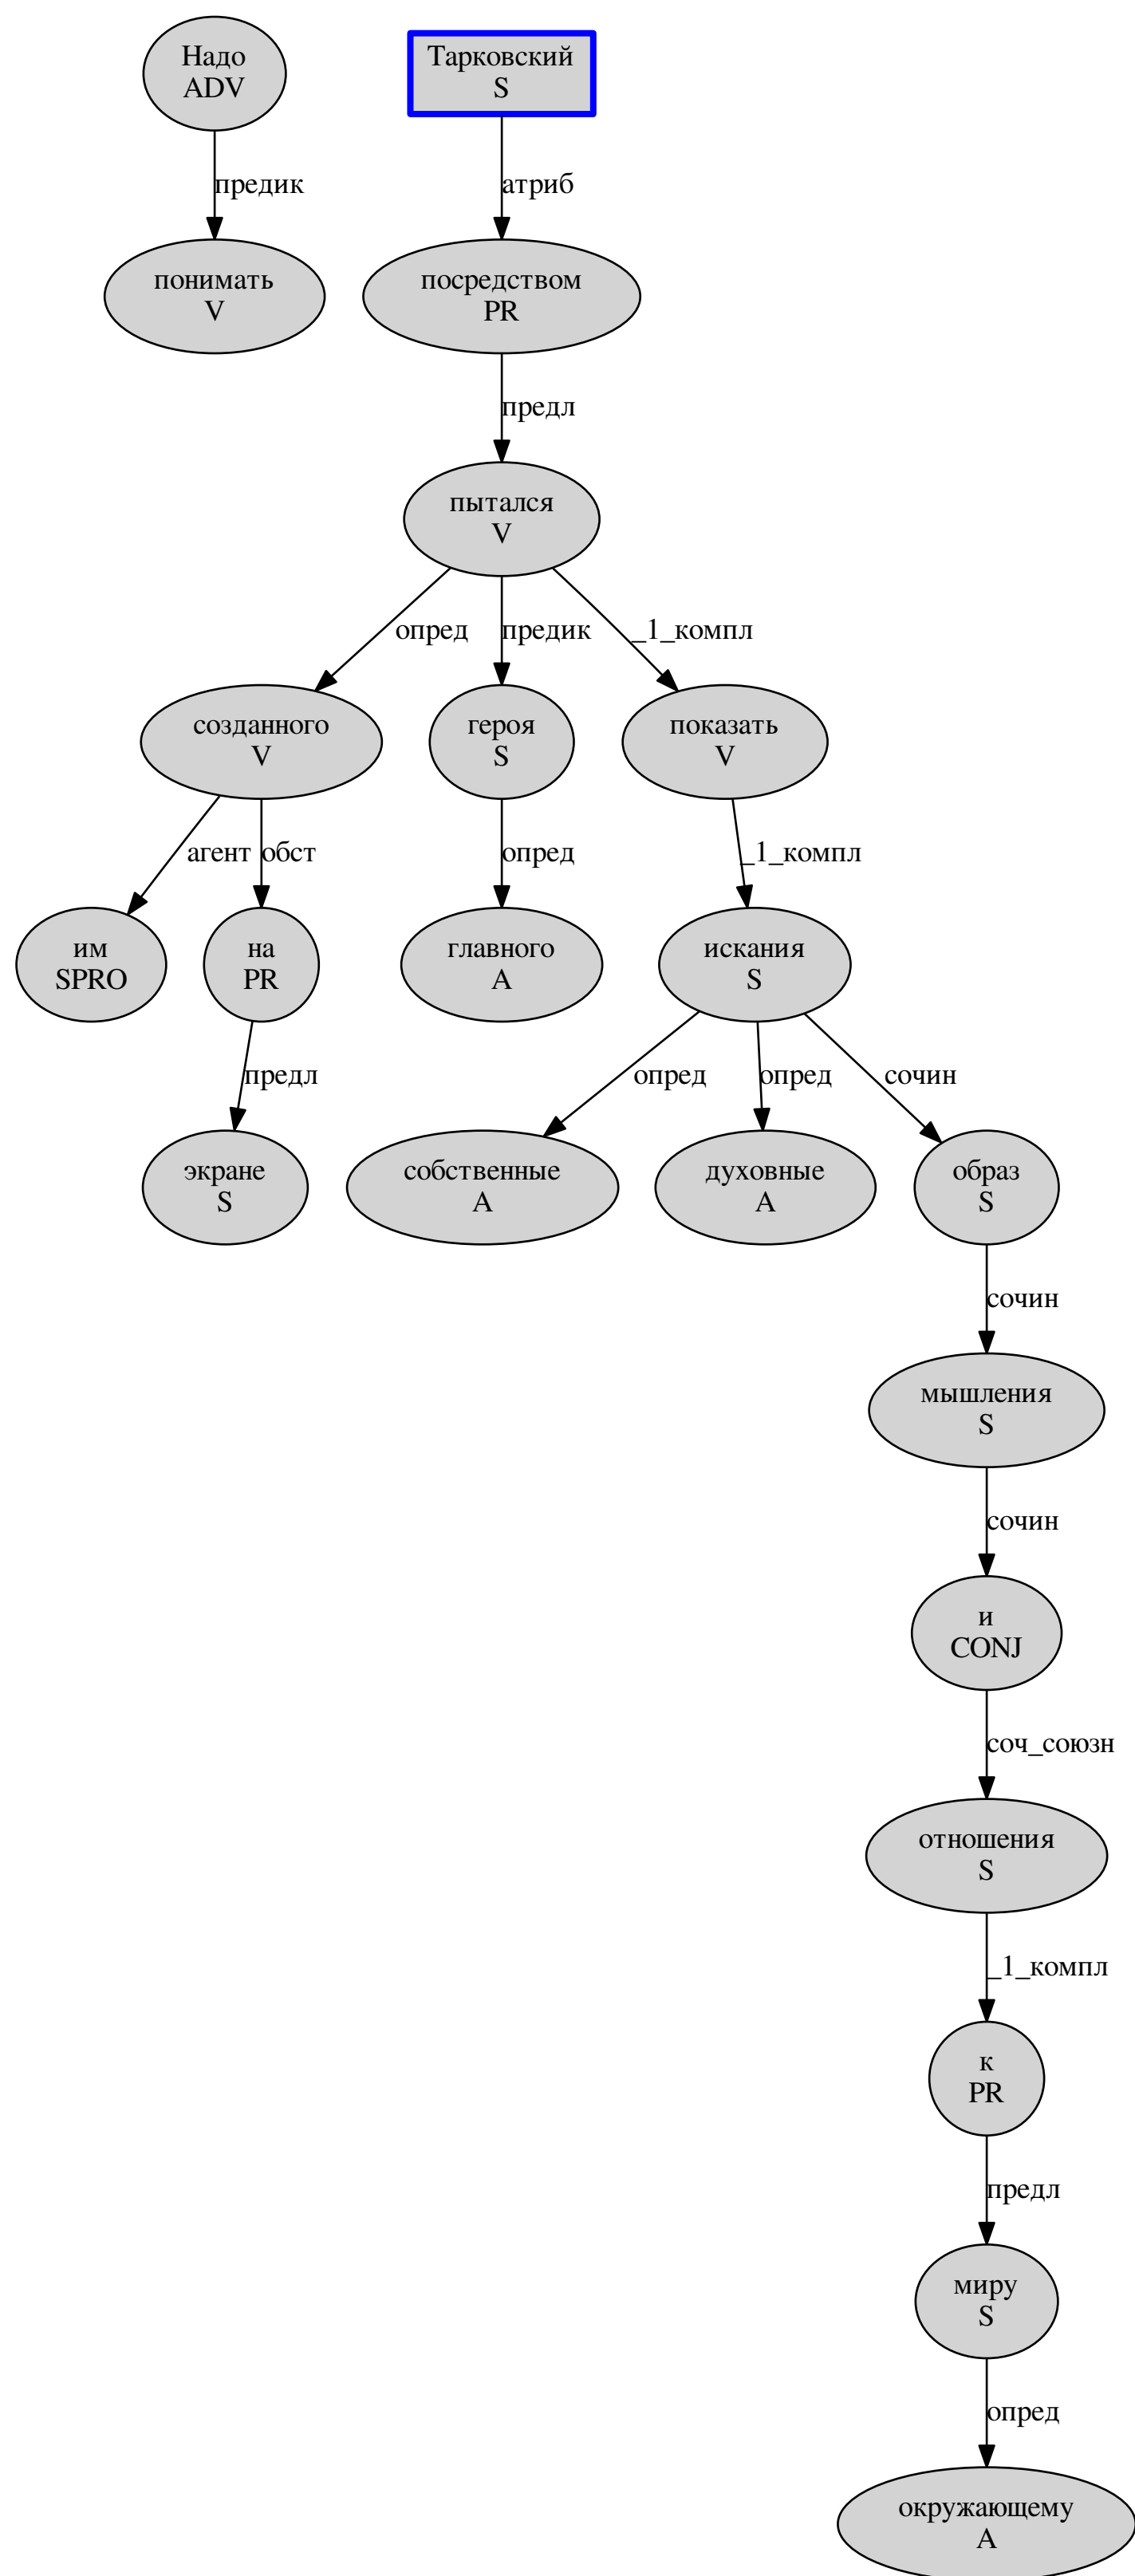 Надо
ADV
Тарковский
S
предик
атриб
понимать
V
посредством
PR
предл
пытался
V
опред
предик
_1_компл
созданного
V
героя
S
показать
V
агент
обст
опред
_1_компл
им
SPRO
на
PR
главного
A
искания
S
предл
опред
опред
сочин
экране
S
собственные
A
духовные
A
образ
S
сочин
мышления
S
сочин
и
CONJ
соч_союзн
отношения
S
_1_компл
к
PR
предл
миру
S
опред
окружающему
A